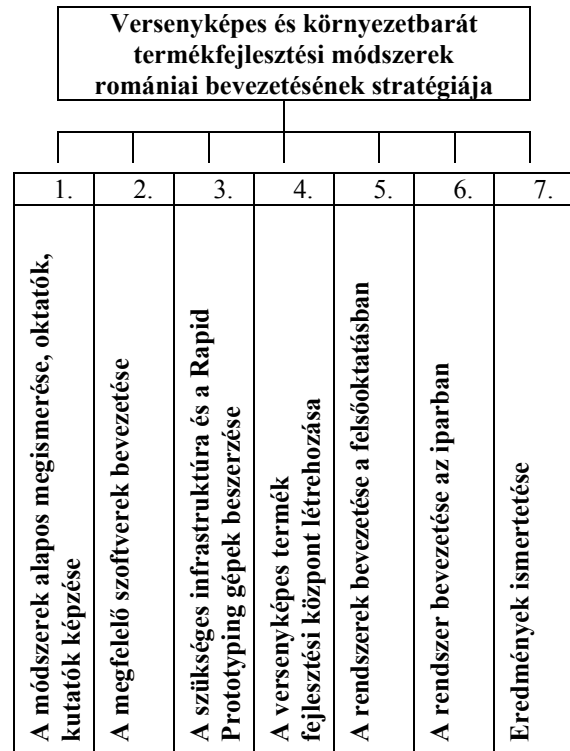 Versenyképes és környezetbarát
termékfejlesztési módszerek
romániai bevezetésének stratégiája
1.
2.
3.
4.
5.
6.
7.
A módszerek alapos megismerése, oktatók,
kutatók képzése
A megfelelő szoftverek bevezetése
A szükséges infrastruktúra és a Rapid
Prototyping gépek beszerzése
A versenyképes termék
fejlesztési központ létrehozása
A rendszerek bevezetése a felsőoktatásban
A rendszer bevezetése az iparban
Eredmények ismertetése